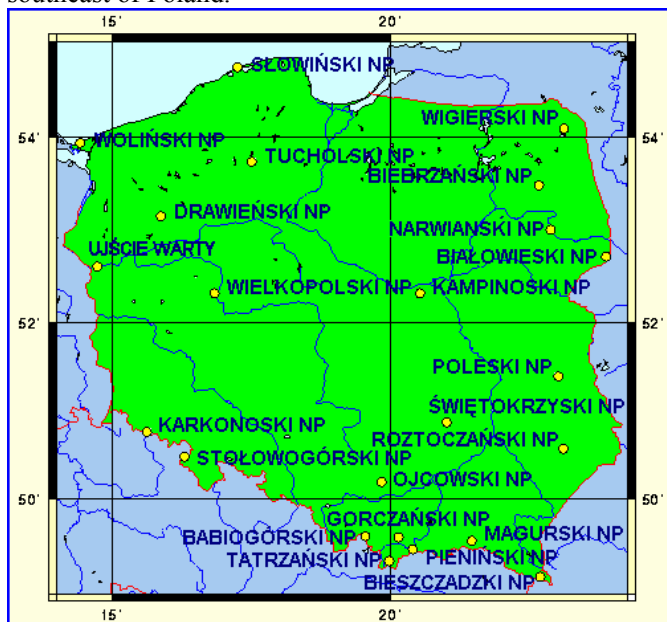 southeast of Poland.
15'
20'
SŁOWIŃSKI NP
WIGIERSKI NP
54'
54'
WOLIŃSKI NP
TUCHOLSKI NP
BIEBRZAŃSKI NP
DRAWIEŃSKI NP
NARWIAŃSKI NP
UJŚCIE WARTY
BIAŁOWIESKI NP
WIELKOPOLSKI NP
KAMPINOSKI NP
52'
52'
POLESKI NP
ŚWIĘTOKRZYSKI NP
KARKONOSKI NP
ROZTOCZAŃSKI NP
STOŁOWOGÓRSKI NP
OJCOWSKI NP
50'
50'
GORCZAŃSKI NP
BABIOGÓRSKI NP
MAGURSKI NP
TATRZAŃSKI NP
PIENIŃSKI NP
BIESZCZADZKI NP
15'
20'